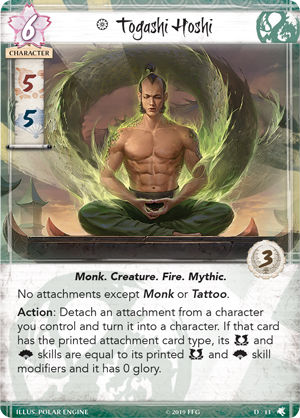 6
Togashi Hoshi
CHARACTER
5
5
3
Monk. Creature. Fire. Mythic.
No attachments except Monk or Tattoo.
Action: Detach an attachment from a character
you control and turn it into a character. If that card
has the printed attachment card type, its and
skills are equal to its printed and skill
modifiers and it has 0 glory.
ILLUS. POLAR ENGINE
© 2019 FFG
D 11